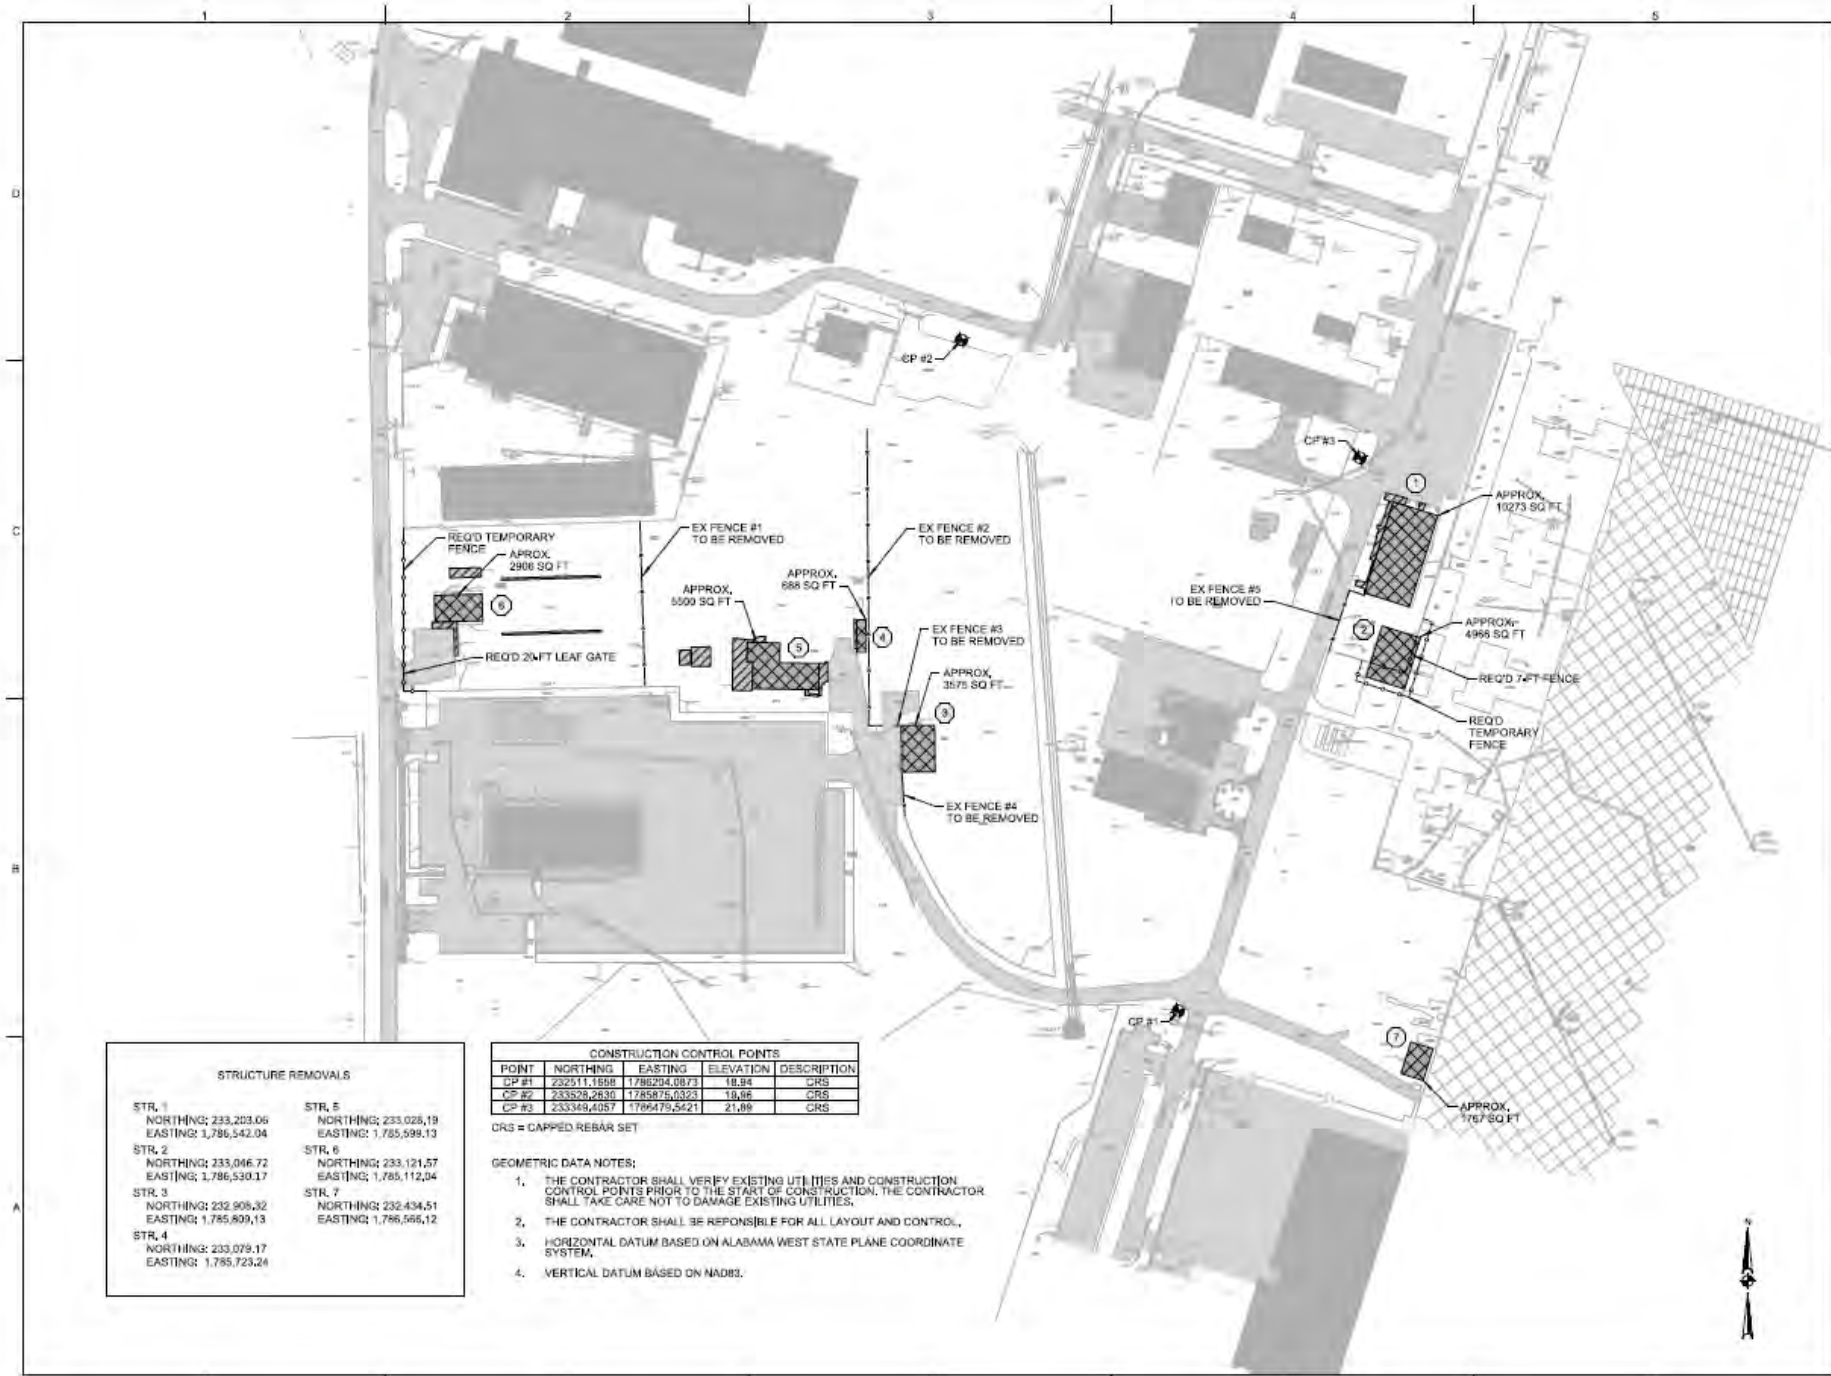 1 2 3 4 5
D
C
B
A
CP #2
CP #3
1
APPROX.
10273 SQ FT
REQ'D TEMPORARY
FENCE
APROX.
2906 SQ FT
6
EX FENCE #1
TO BE REMOVED
EX FENCE #2
TO BE REMOVED
APPROX.
688 SQ FT
APPROX.
5500 SQ FT
EX FENCE #5
TO BE REMOVED
2
APPROX.
4966 SQ FT
4
EX FENCE #3
TO BE REMOVED
5
REQ'D 20-FT LEAF GATE
APPROX.
3575 SQ FT
3
REQ'D 7-FT FENCE
REQ'D
TEMPORARY
FENCE
EX FENCE #4
TO BE REMOVED
CP #1
7
APPROX.
1767 SQ FT
STRUCTURE REMOVALS
STR. 1
NORTHING: 233,203.06
EASTING: 1,786,542.04
STR. 2
NORTHING: 233,046.72
EASTING: 1,786,530.17
STR. 3
NORTHING: 232,908.32
EASTING: 1,785,809.13
STR. 4
NORTHING: 233,079.17
EASTING: 1,785,723.24
STR. 5
NORTHING: 233,028.19
EASTING: 1,785,599.13
STR. 6
NORTHING: 233,121.57
EASTING: 1,785,112.04
STR. 7
NORTHING: 232,434.51
EASTING: 1,786,566.12
CONSTRUCTION CONTROL POINTS
POINT NORTHING EASTING ELEVATION DESCRIPTION
CP #1 232511.1658 1786204.0873 18.94 CRS
CP #2 233528.2630 1785875.0323 19.96 CRS
CP #3 233349.4057 1786479.5421 21.89 CRS
CRS = CAPPED REBAR SET
GEOMETRIC DATA NOTES:
1. THE CONTRACTOR SHALL VERIFY EXISTING UTILITIES AND CONSTRUCTION
CONTROL POINTS PRIOR TO THE START OF CONSTRUCTION. THE CONTRACTOR
SHALL TAKE CARE NOT TO DAMAGE EXISTING UTILITIES.
2. THE CONTRACTOR SHALL BE REPONSIBLE FOR ALL LAYOUT AND CONTROL.
3. HORIZONTAL DATUM BASED ON ALABAMA WEST STATE PLANE COORDINATE
SYSTEM.
4. VERTICAL DATUM BASED ON NAD83.
N